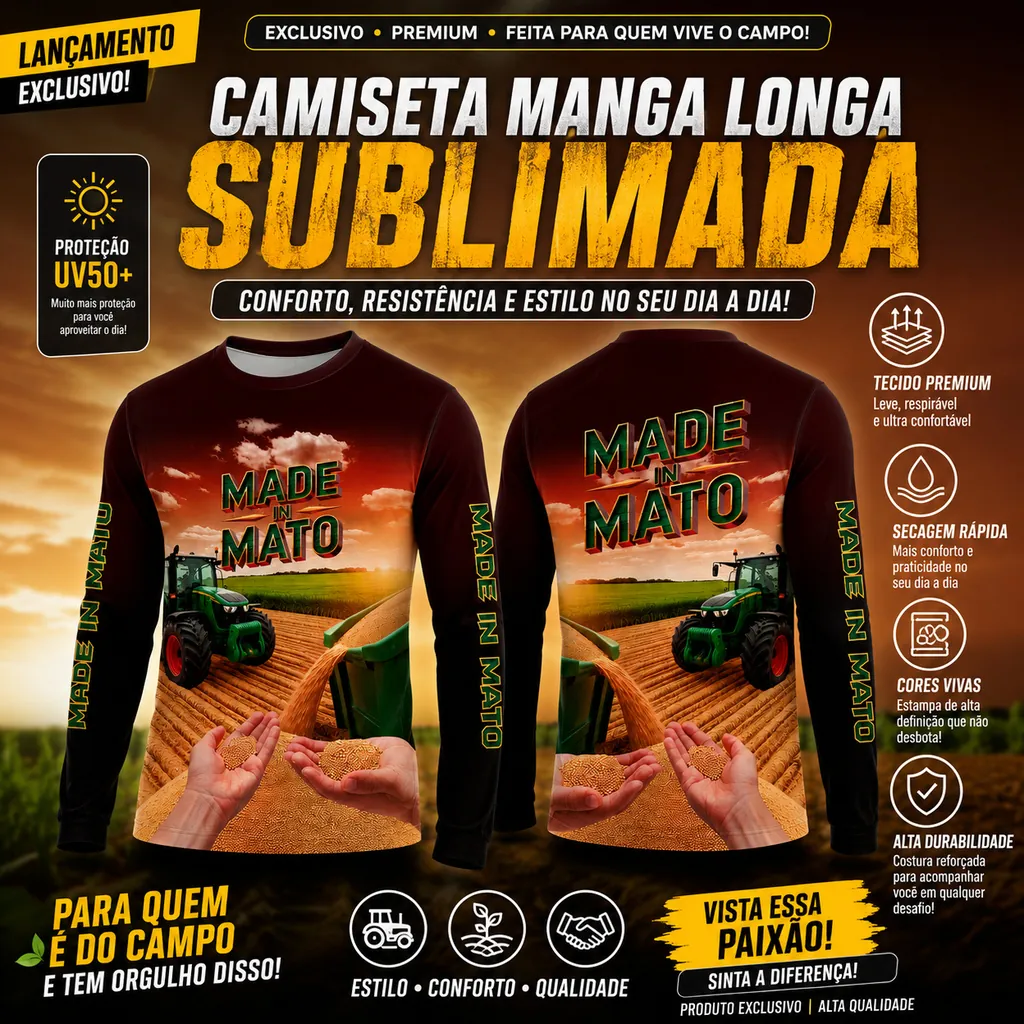 LANÇAMENTO
EXCLUSIVO!
EXCLUSIVO • PREMIUM • FEITA PARA QUEM VIVE O CAMPO!
CAMISETA MANGA LONGA
SUBLIMADA
CONFORTO, RESISTÊNCIA E ESTILO NO SEU DIA A DIA!
PROTEÇÃO
UV50+
Muito mais proteção
para você
aproveitar o dia!
MADE
IN
MATO
MADE IN MATO
MADE IN MATO
MADE
IN
MATO
MADE IN MATO
TECIDO PREMIUM
Leve, respirável
e ultra confortável
SECAGEM RÁPIDA
Mais conforto e
praticidade no
seu dia a dia
CORES VIVAS
Estampa de alta
definição que não
desbota!
ALTA DURABILIDADE
Costura reforçada
para acompanhar
você em qualquer
desafio!
PARA QUEM
É DO CAMPO
E TEM ORGULHO DISSO!
ESTILO • CONFORTO • QUALIDADE
VISTA ESSA
PAIXÃO!
SINTA A DIFERENÇA!
PRODUTO EXCLUSIVO | ALTA QUALIDADE